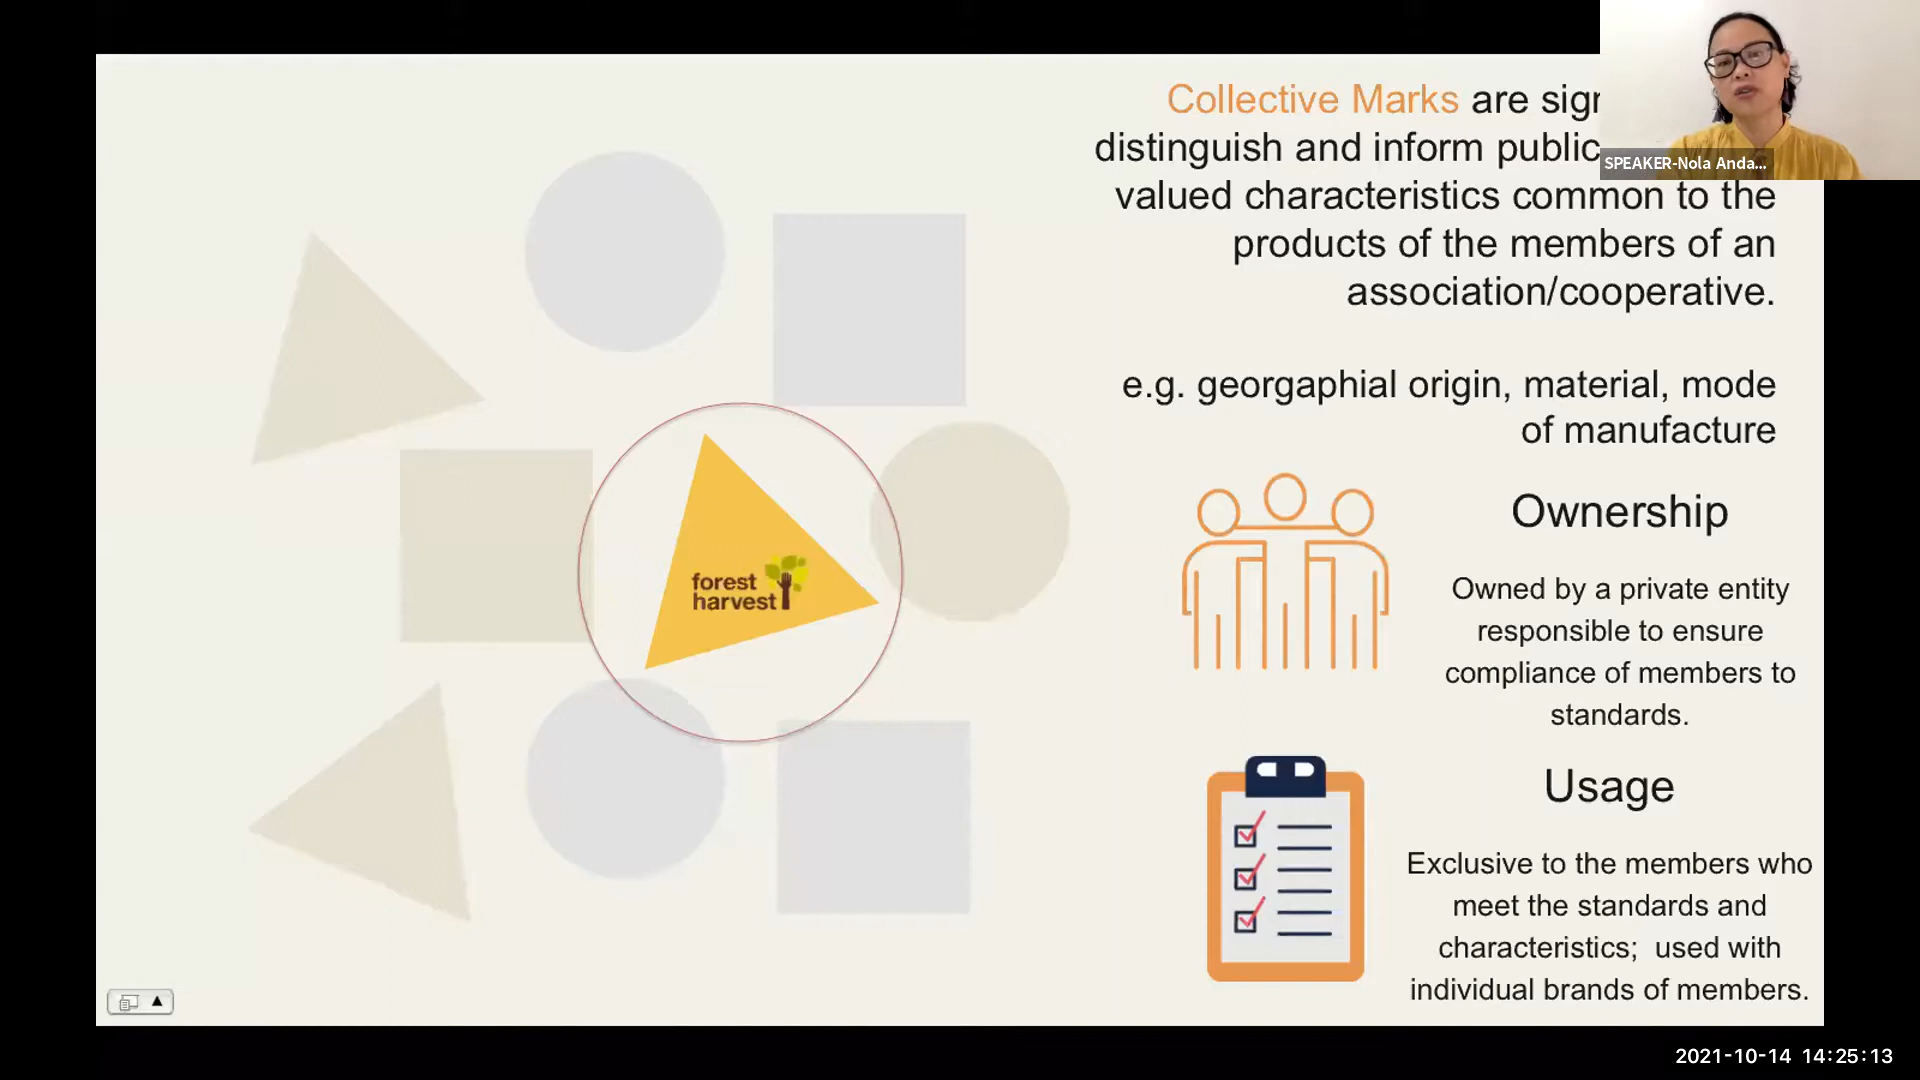 Collective Marks are
distinguish and inform public
valued characteristics common to the
products of the members of an
association/cooperative.
e.g. georgaphial origin, material, mode
of manufacture
SPEAKER-Nola Anda...
forest
harvest
Ownership
Owned by a private entity
responsible to ensure
compliance of members to
standards.
Usage
Exclusive to the members who
meet the standards and
characteristics; used with
individual brands of members.
2021-10-14 14:25:13